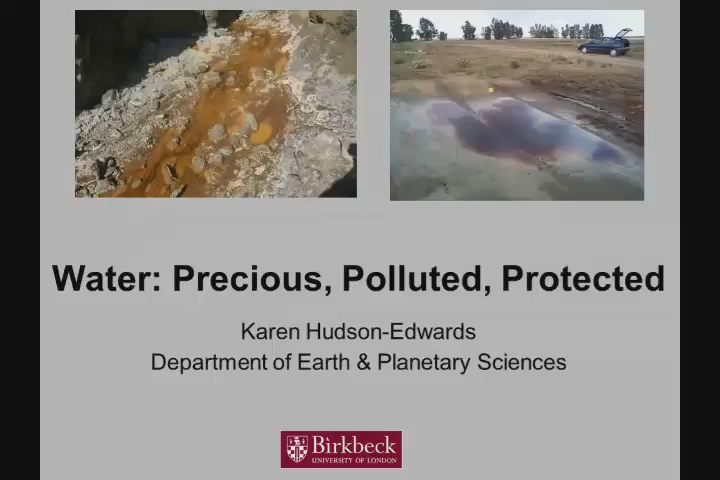 Water: Precious, Polluted, Protected
Karen Hudson-Edwards
Department of Earth & Planetary Sciences
Birkbeck
UNIVERSITY OF LONDON